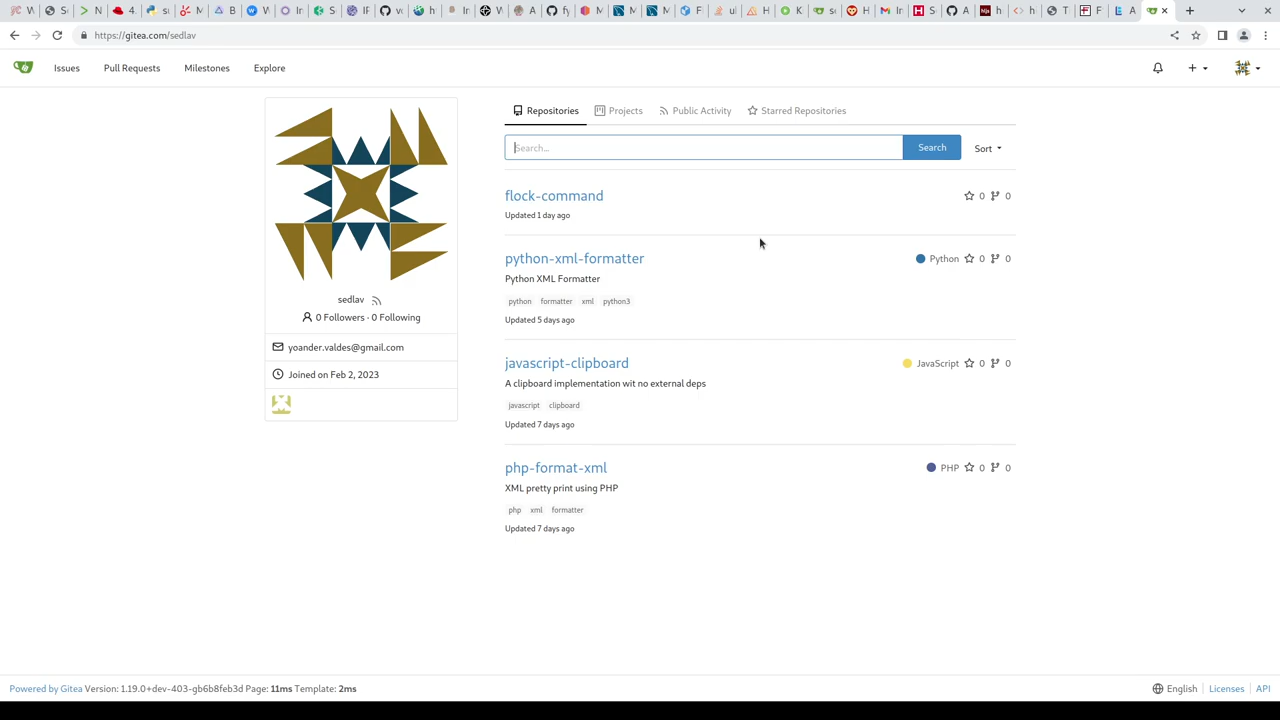 https://gitea.com/sedlav
Issues
Pull Requests
Milestones
Explore
Repositories
Projects
Public Activity
Starred Repositories
Search...
Search
Sort
flock-command
0 0
Updated 1 day ago
python-xml-formatter
Python 0 0
Python XML Formatter
python formatter xml python3
Updated 5 days ago
javascript-clipboard
JavaScript 0 0
A clipboard implementation wit no external deps
javascript clipboard
Updated 7 days ago
php-format-xml
PHP 0 0
XML pretty print using PHP
php xml formatter
Updated 7 days ago
sedlav
0 Followers · 0 Following
yoander.valdes@gmail.com
Joined on Feb 2, 2023
Powered by Gitea Version: 1.19.0+dev-403-gb6b8feb3d Page: 11ms Template: 2ms
English
Licenses
API